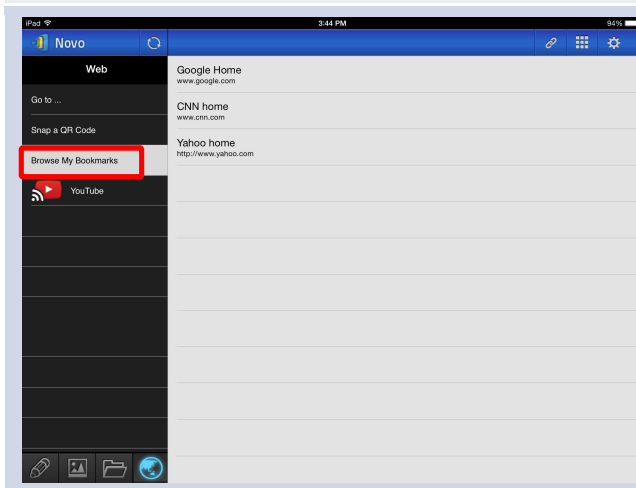 iPad 3:44 PM 94%
Novo
Web
Go to ...
Snap a QR Code
Browse My Bookmarks
YouTube
Google Home
www.google.com
CNN home
www.cnn.com
Yahoo home
http://www.yahoo.com